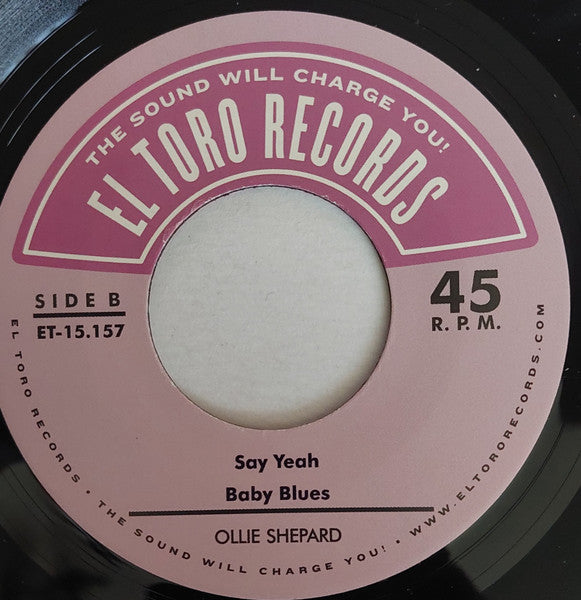 THE SOUND WILL CHARGE YOU!
EL TORO RECORDS
SIDE B
ET-15.157
45
R. P. M.
Say Yeah
Baby Blues
OLLIE SHEPARD
EL TORO RECORDS • THE SOUND WILL CHARGE YOU! • WWW.ELTORORECORDS.COM